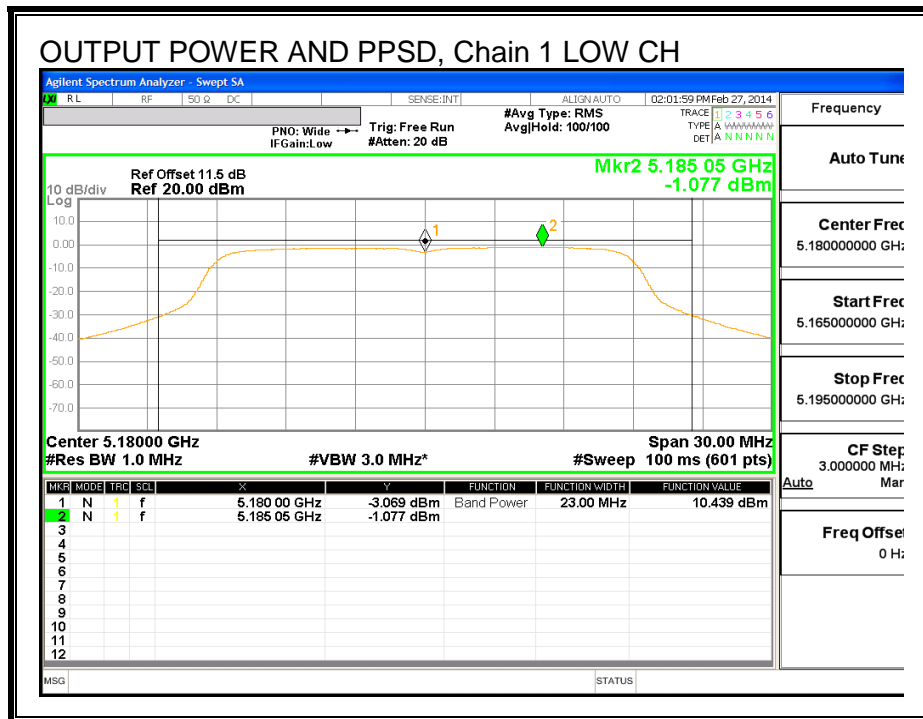 OUTPUT POWER AND PPSD, Chain 1 LOW CH
Agilent Spectrum Analyzer - Swept SA
LXI RL RF 50 Ω DC SENSE:INT ALIGN AUTO 02:01:59 PM Feb 27, 2014
PNO: Wide
IFGain:Low
Trig: Free Run
#Atten: 20 dB
#Avg Type: RMS
Avg|Hold: 100/100
TRACE 1 2 3 4 5 6
TYPE A WWWWW
DET A N N N N N
Mkr2 5.185 05 GHz
-1.077 dBm
Ref Offset 11.5 dB
10 dB/div Ref 20.00 dBm
Log
10.0
0.00
-10.0
-20.0
-30.0
-40.0
-50.0
-60.0
-70.0
1
2
Center 5.18000 GHz Span 30.00 MHz
#Res BW 1.0 MHz #VBW 3.0 MHz* #Sweep 100 ms (601 pts)
MKR MODE TRC SCL X Y FUNCTION FUNCTION WIDTH FUNCTION VALUE
1 N 1 f 5.180 00 GHz -3.069 dBm Band Power 23.00 MHz 10.439 dBm
2 N 1 f 5.185 05 GHz -1.077 dBm
3
4
5
6
7
8
9
10
11
12
MSG STATUS
Frequency
Auto Tune
Center Freq
5.180000000 GHz
Start Freq
5.165000000 GHz
Stop Freq
5.195000000 GHz
CF Step
3.000000 MHz
Auto Man
Freq Offset
0 Hz